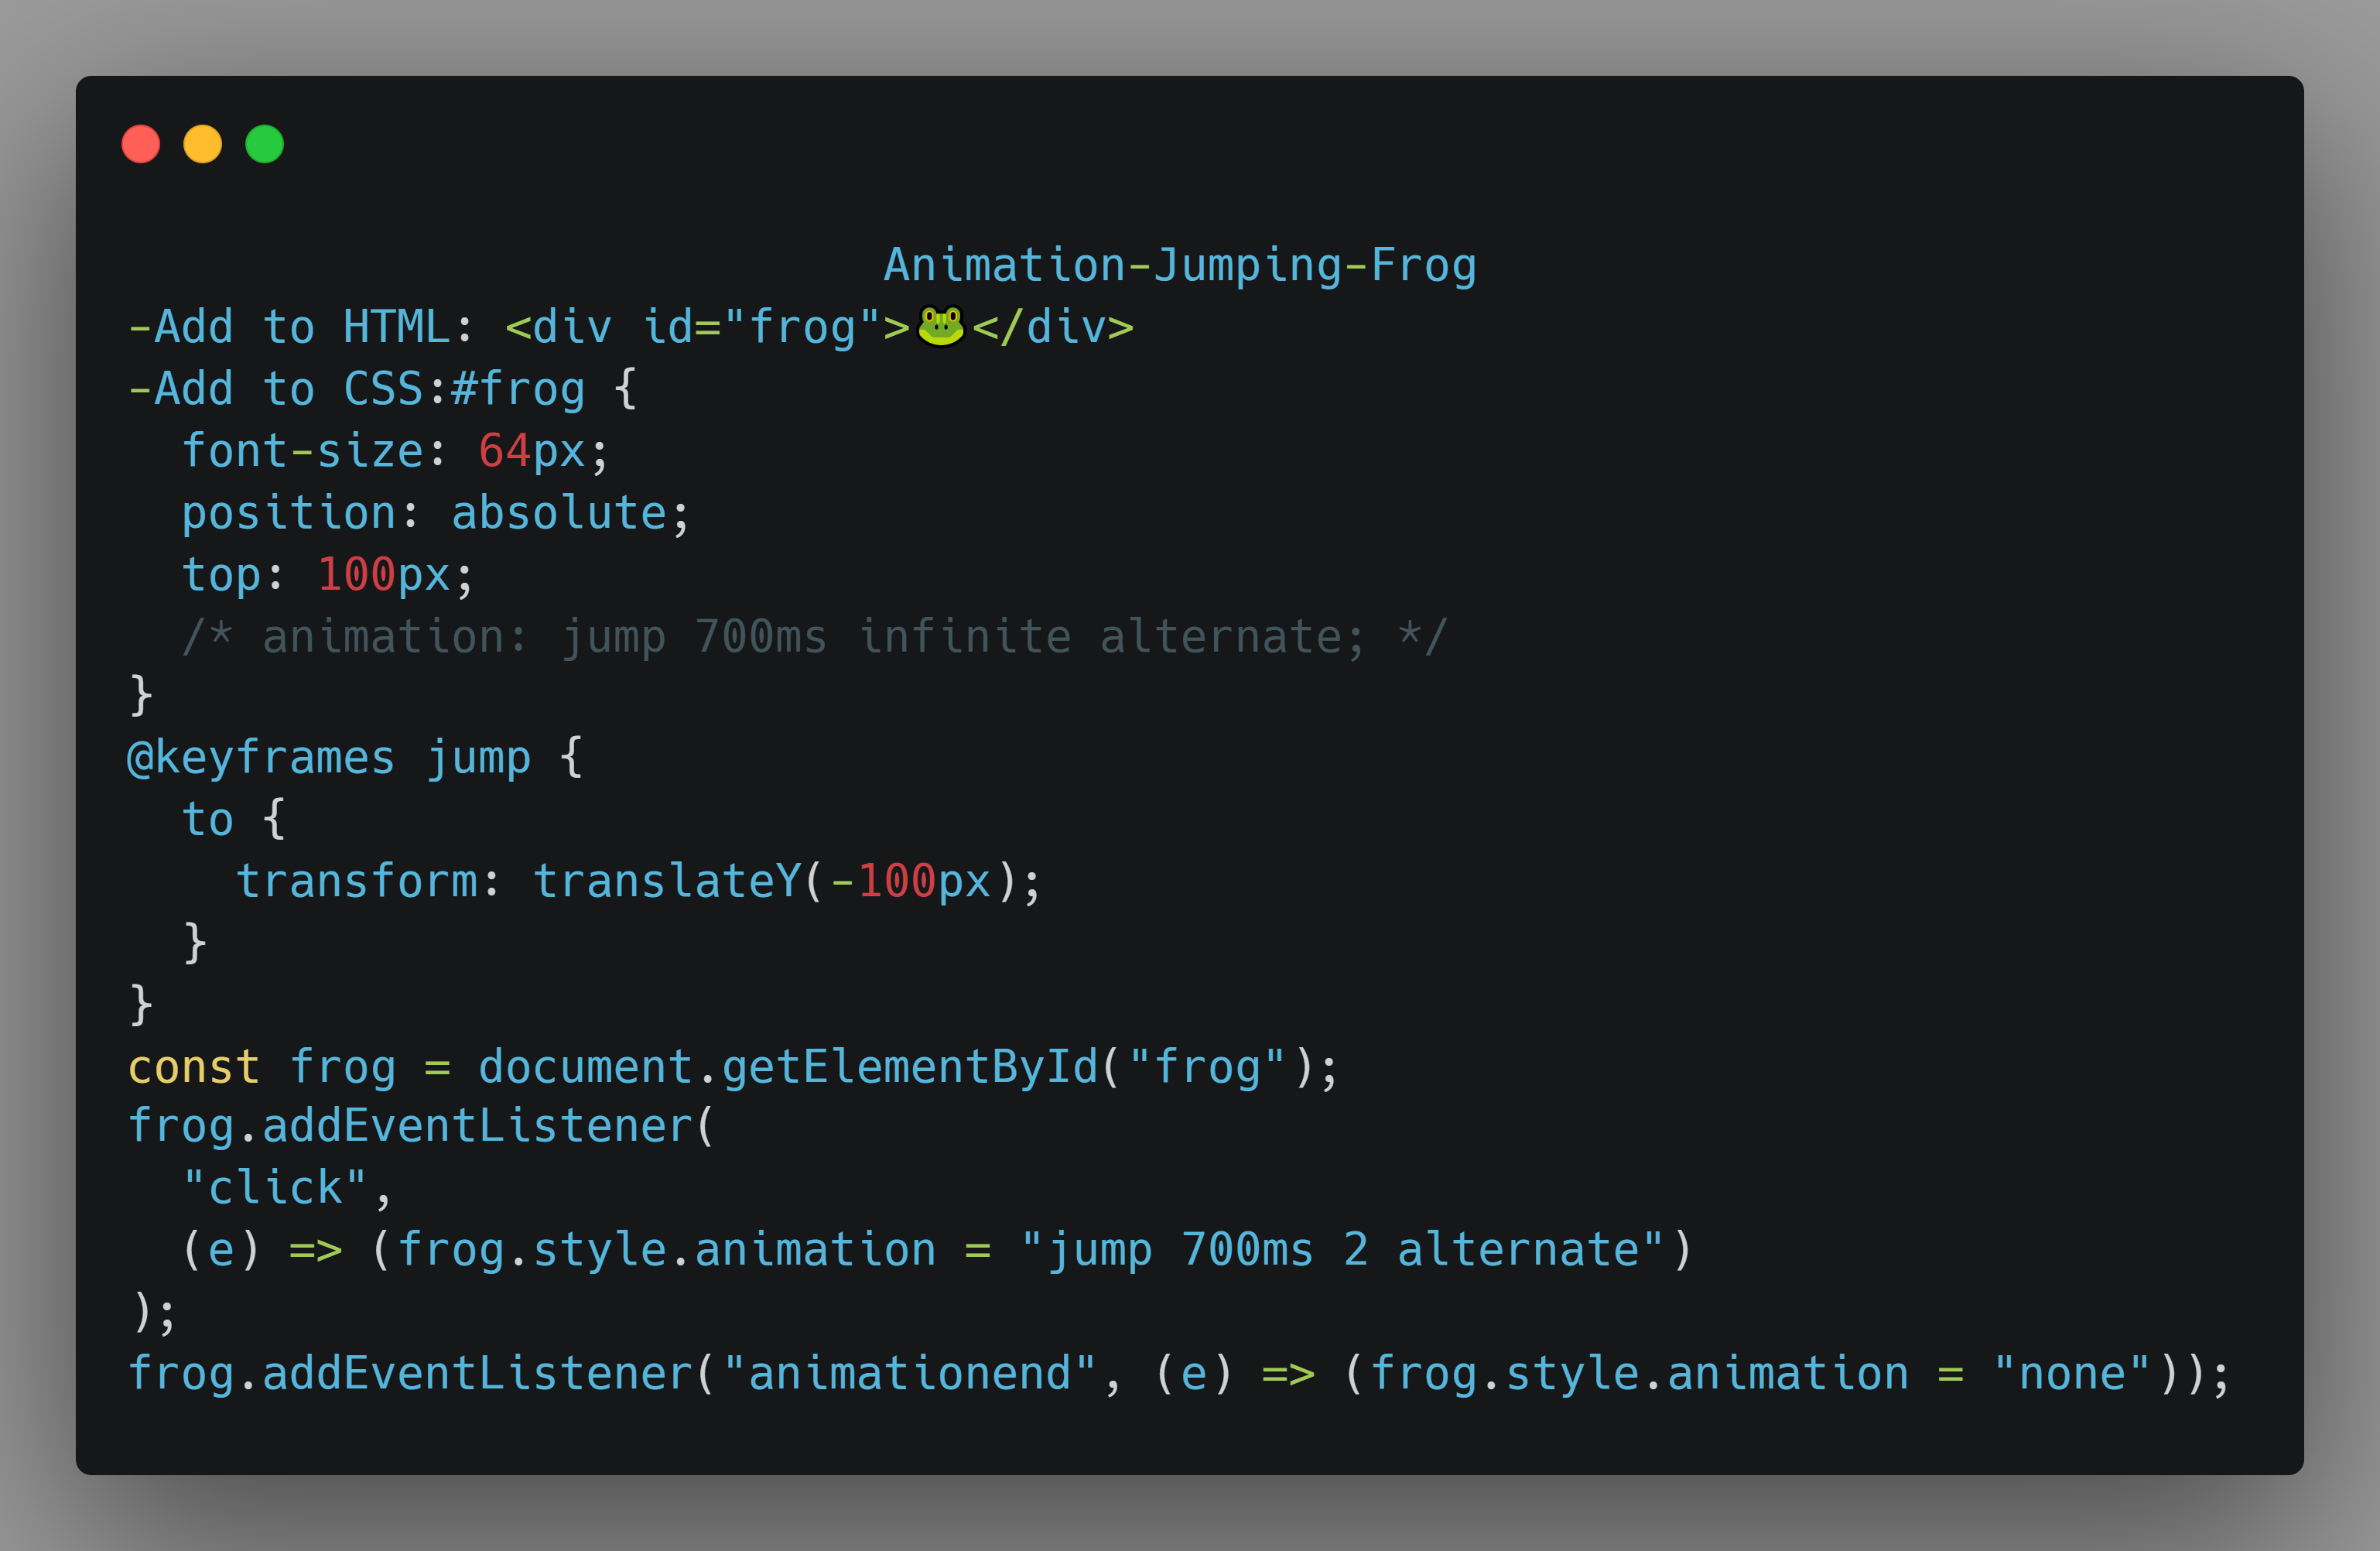 Animation-Jumping-Frog
-Add to HTML: <div id="frog">🐸</div>
-Add to CSS:#frog {
  font-size: 64px;
  position: absolute;
  top: 100px;
  /* animation: jump 700ms infinite alternate; */
}
@keyframes jump {
  to {
    transform: translateY(-100px);
  }
}
const frog = document.getElementById("frog");
frog.addEventListener(
  "click",
  (e) => (frog.style.animation = "jump 700ms 2 alternate")
);
frog.addEventListener("animationend", (e) => (frog.style.animation = "none"));